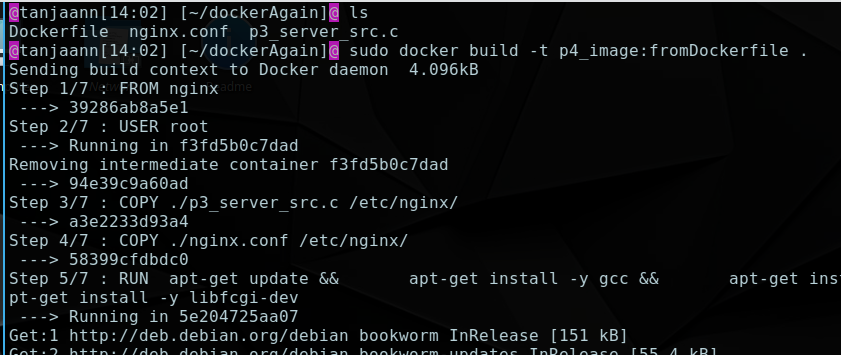 @tanjaann[14:02] [~/dockerAgain]@ ls
Dockerfile  nginx.conf  p3_server_src.c
@tanjaann[14:02] [~/dockerAgain]@ sudo docker build -t p4_image:fromDockerfile .
Sending build context to Docker daemon  4.096kB
Step 1/7 : FROM nginx
 ---> 39286ab8a5e1
Step 2/7 : USER root
 ---> Running in f3fd5b0c7dad
Removing intermediate container f3fd5b0c7dad
 ---> 94e39c9a60ad
Step 3/7 : COPY ./p3_server_src.c /etc/nginx/
 ---> a3e2233d93a4
Step 4/7 : COPY ./nginx.conf /etc/nginx/
 ---> 58399cfdbdc0
Step 5/7 : RUN  apt-get update &&       apt-get install -y gcc &&       apt-get ins
pt-get install -y libfcgi-dev
 ---> Running in 5e204725aa07
Get:1 http://deb.debian.org/debian bookworm InRelease [151 kB]
Get:2 http://deb.debian.org/debian bookworm-updates InRelease [55.4 kB]